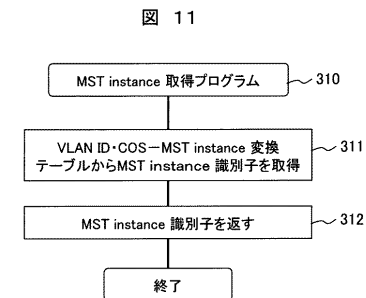 図 11
MST instance 取得プログラム
310
VLAN ID・COS－MST instance 変換
テーブルからMST instance 識別子を取得
311
MST instance 識別子を返す
312
終了